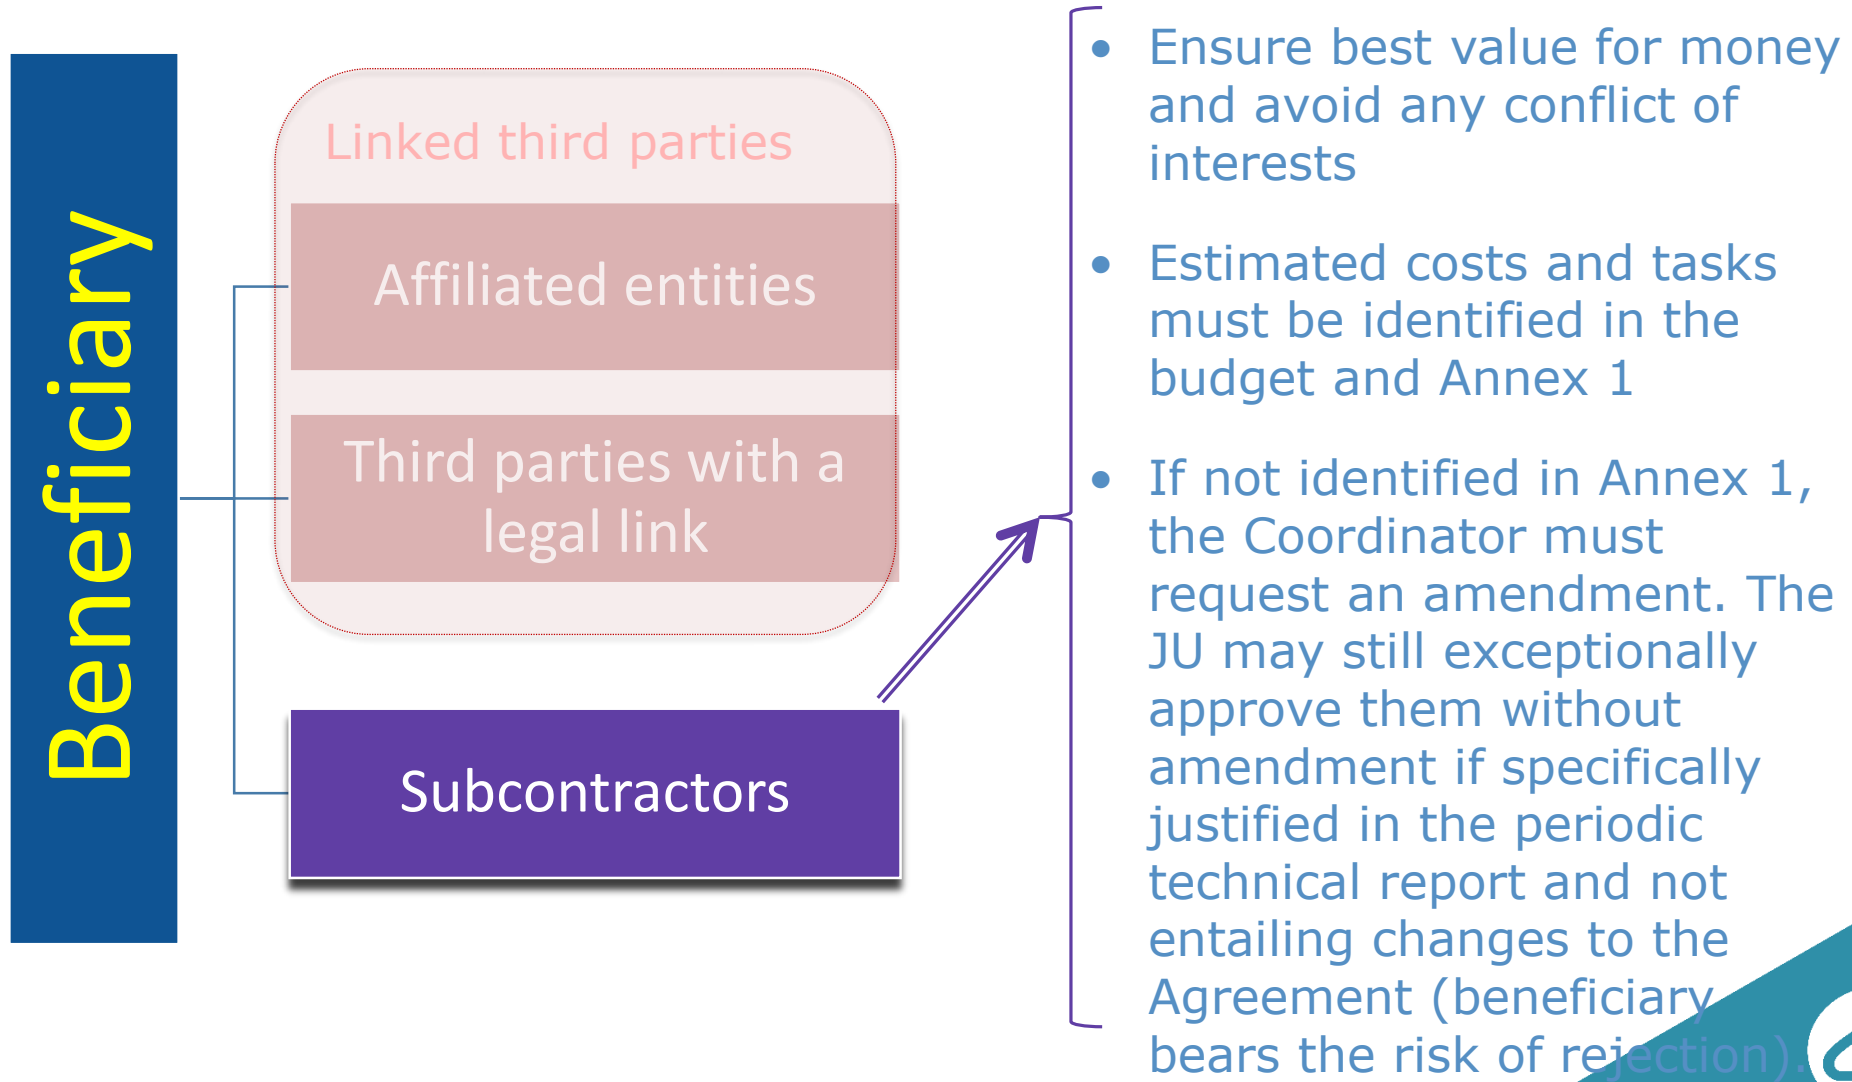 Beneficiary
Linked third parties
Affiliated entities
Third parties with a
legal link
Subcontractors
• Ensure best value for money
and avoid any conflict of
interests
• Estimated costs and tasks
must be identified in the
budget and Annex 1
• If not identified in Annex 1,
the Coordinator must
request an amendment. The
JU may still exceptionally
approve them without
amendment if specifically
justified in the periodic
technical report and not
entailing changes to the
Agreement (beneficiary
bears the risk of rejection).